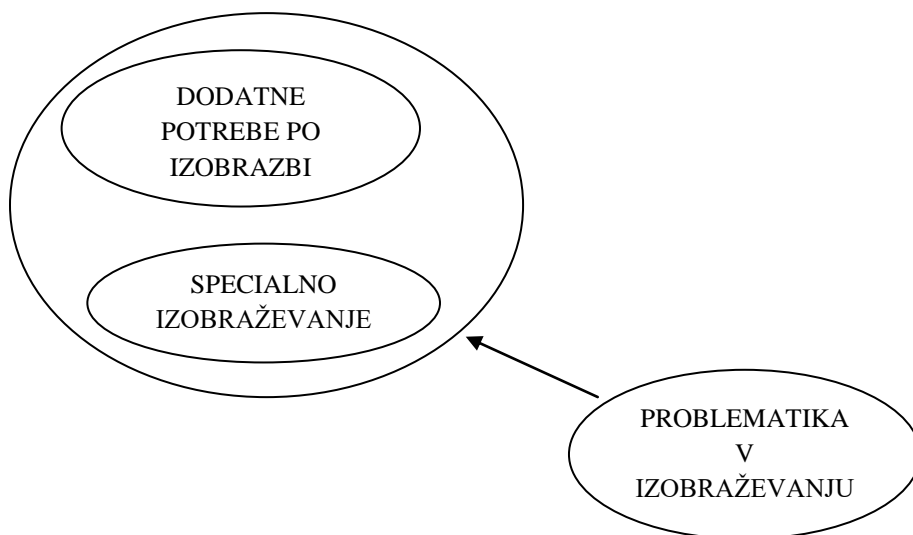 DODATNE
POTREBE PO
IZOBRAZBI
SPECIALNO
IZOBRAŽEVANJE
PROBLEMATIKA
V
IZOBRAŽEVANJU